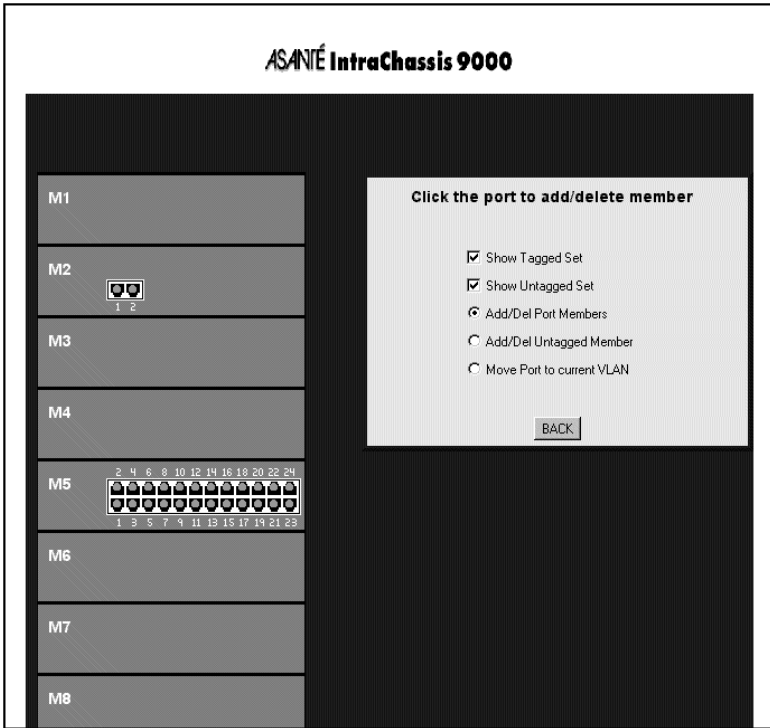 ASANTÉ IntraChassis 9000
M1
M2
1 2
M3
M4
M5
2 4 6 8 10 12 14 16 18 20 22 24
1 3 5 7 9 11 13 15 17 19 21 23
M6
M7
M8
Click the port to add/delete member
Show Tagged Set
Show Untagged Set
Add/Del Port Members
Add/Del Untagged Member
Move Port to current VLAN
BACK